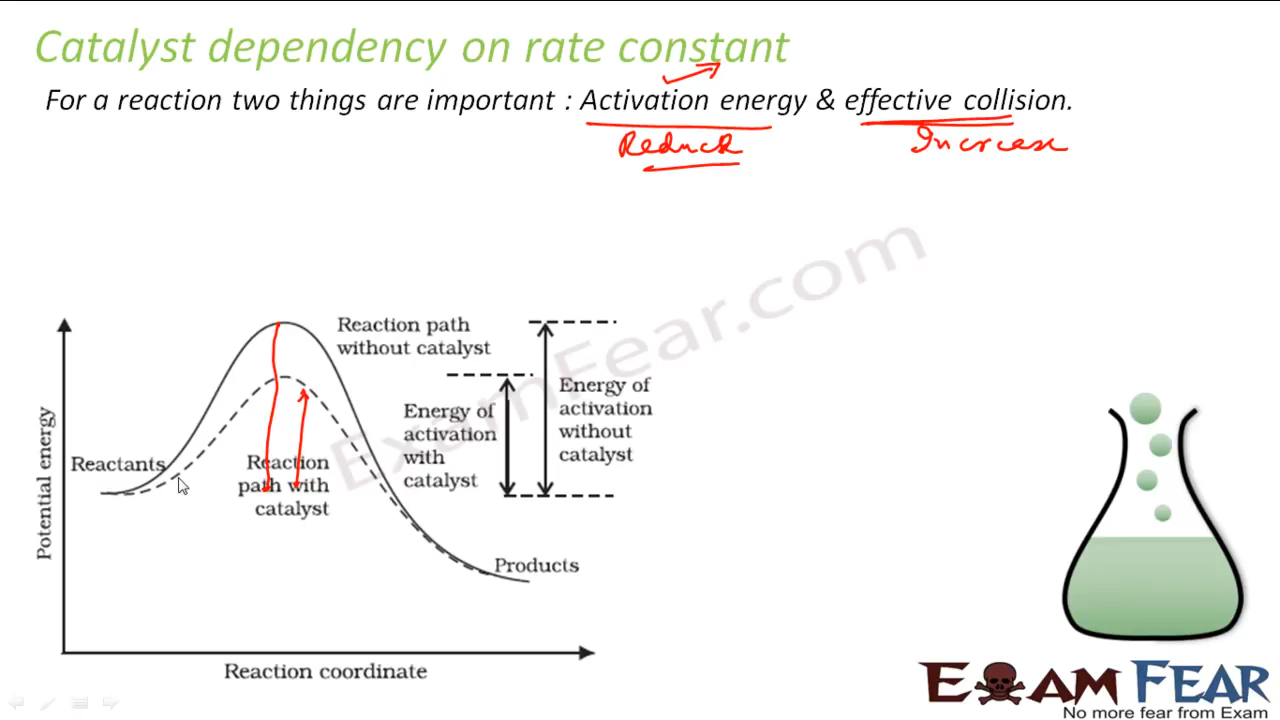 Catalyst dependency on rate constant
For a reaction two things are important : Activation energy & effective collision.
Reduce
Increase
ExamFear.com
Reaction path
without catalyst
Energy of
activation
without
catalyst
Energy of
activation
with
catalyst
Reactants
Reaction
path with
catalyst
Potential energy
Products
Reaction coordinate
EXAM FEAR
No more fear from Exam